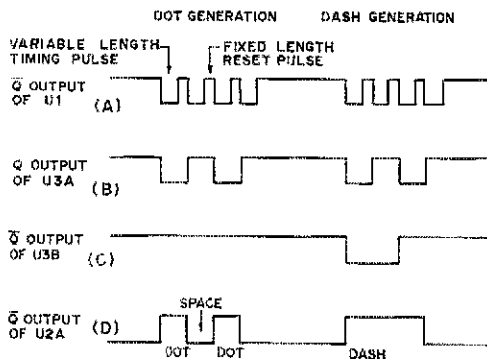 DOT GENERATION DASH GENERATION
VARIABLE LENGTH
TIMING PULSE
FIXED LENGTH
RESET PULSE
Q̅ OUTPUT
OF U1
(A)
Q OUTPUT
OF U3A
(B)
Q̅ OUTPUT
OF U3B
(C)
SPACE
Q̅ OUTPUT
OF U2A
(D)
DOT DOT DASH